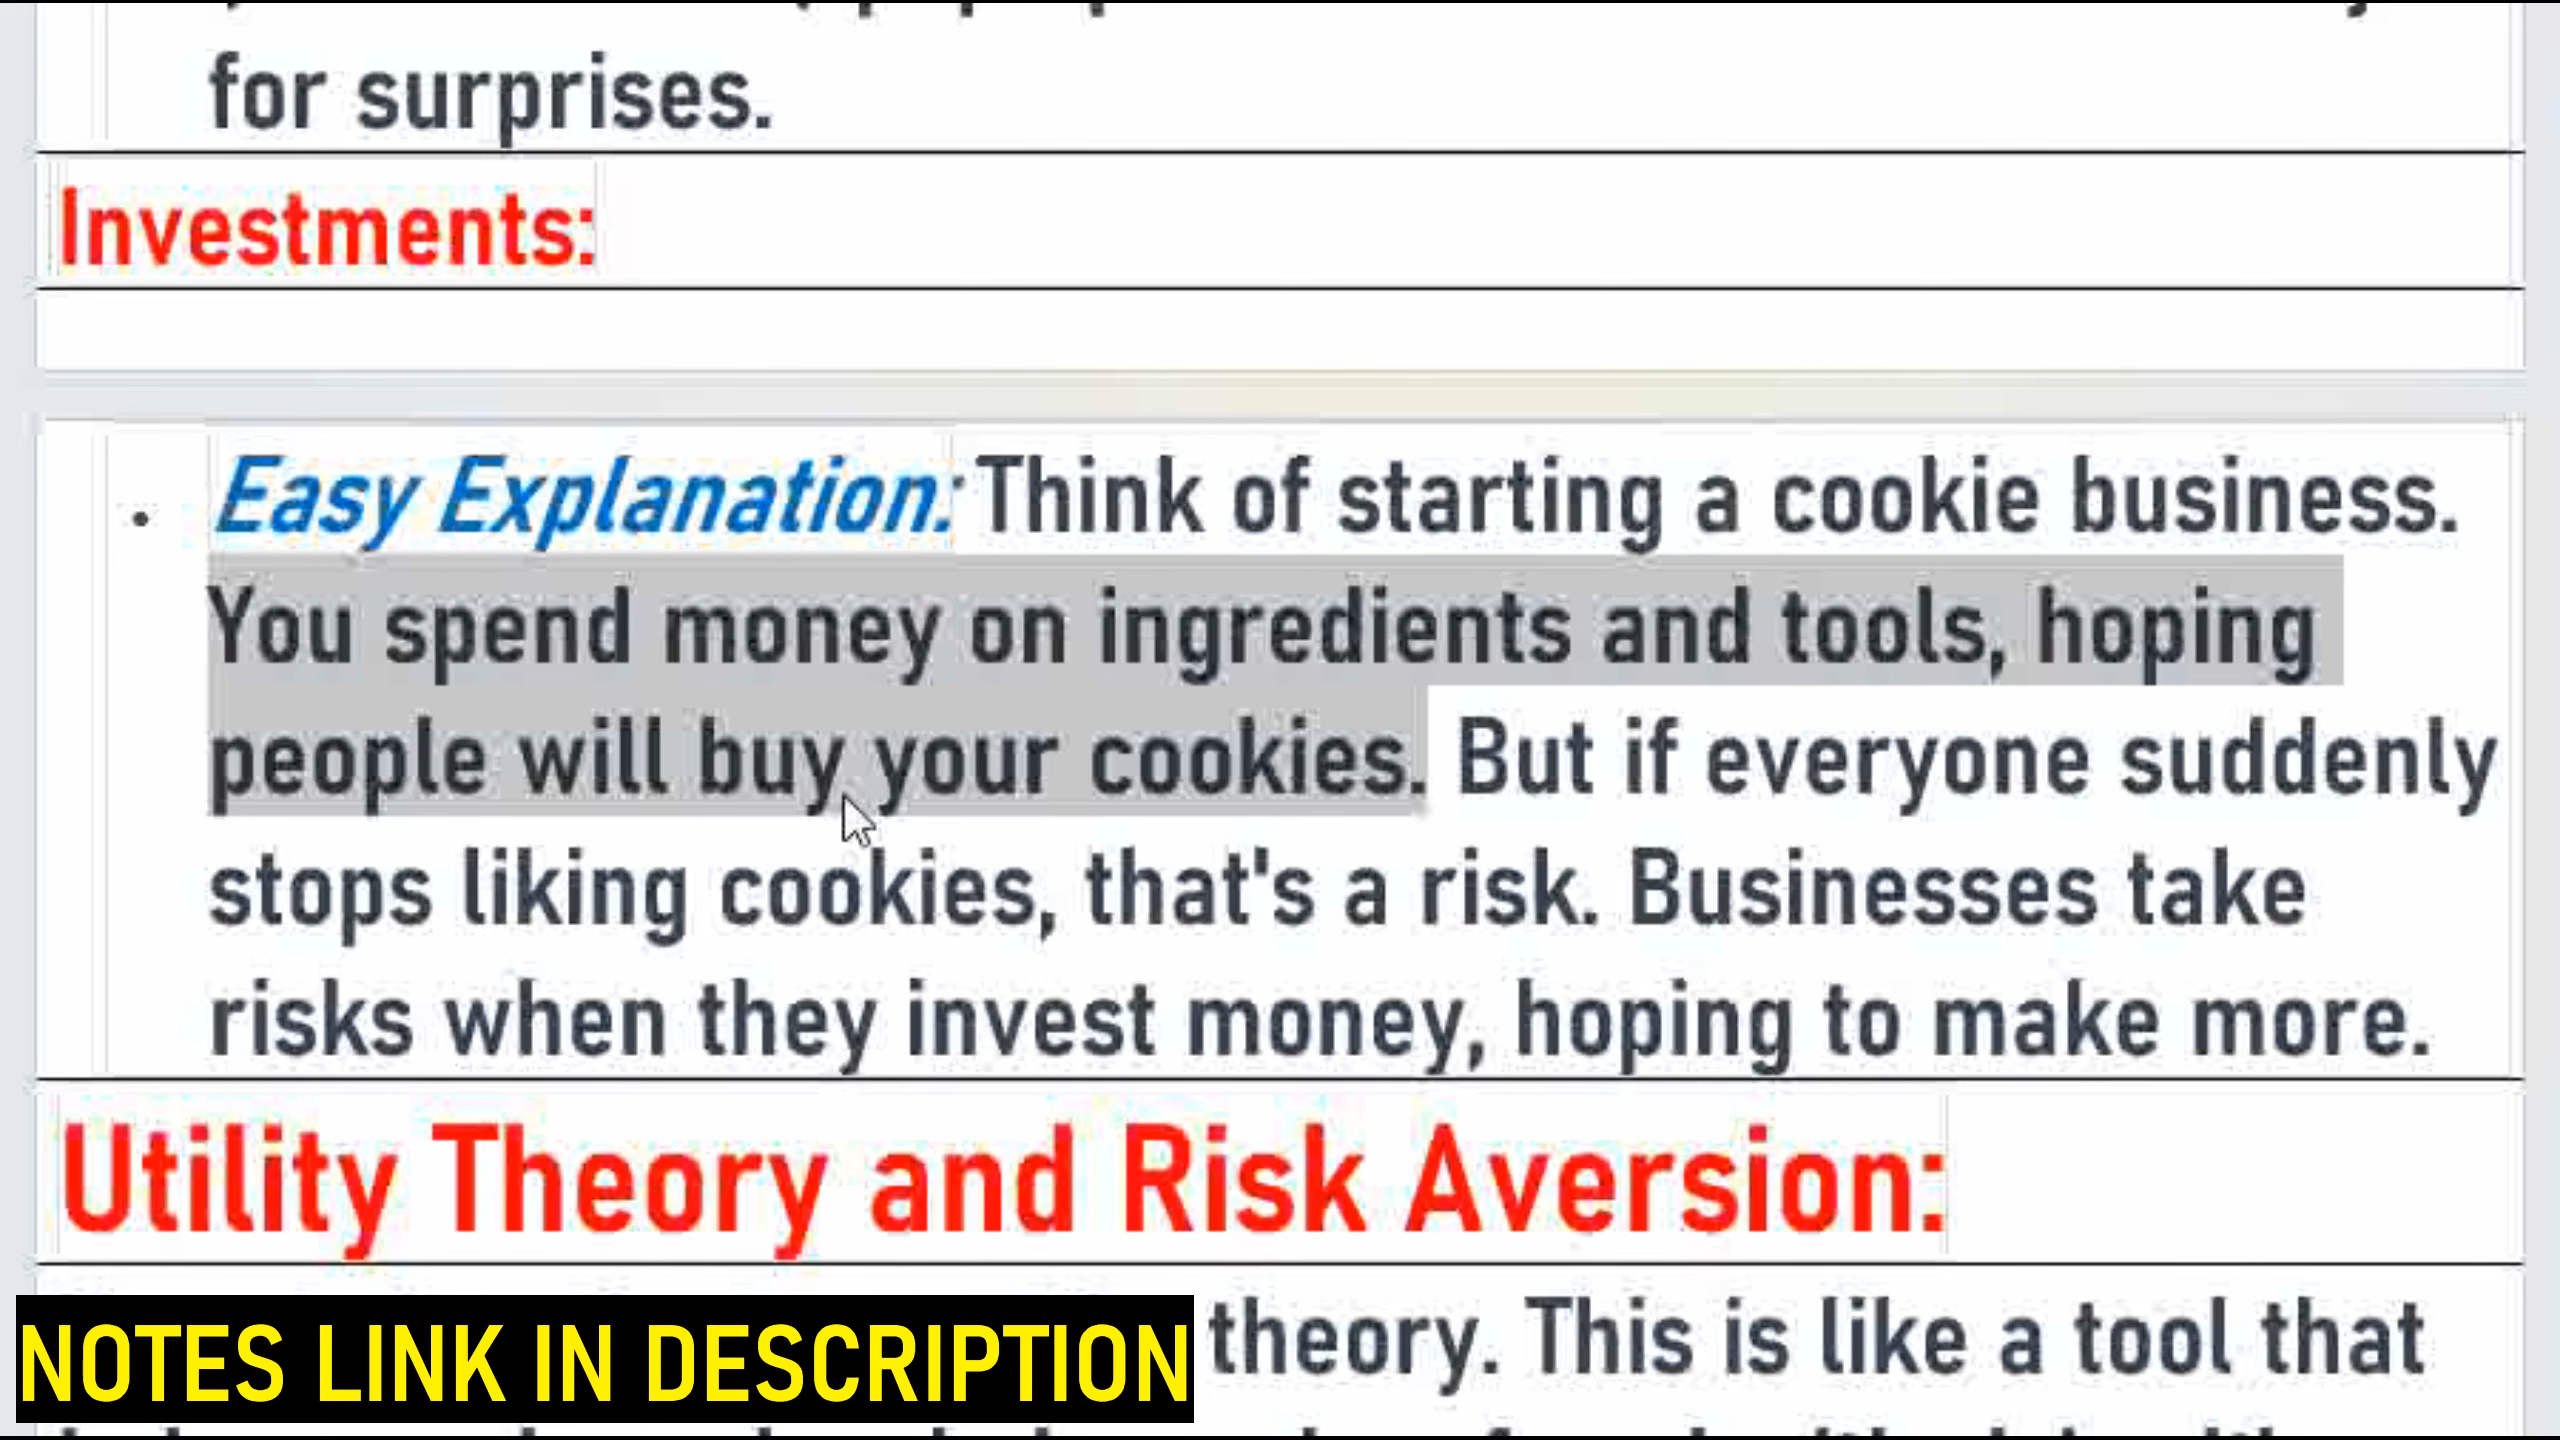 for surprises.
Investments:
• Easy Explanation: Think of starting a cookie business.
You spend money on ingredients and tools, hoping
people will buy your cookies. But if everyone suddenly
stops liking cookies, that's a risk. Businesses take
risks when they invest money, hoping to make more.
Utility Theory and Risk Aversion:
theory. This is like a tool that
NOTES LINK IN DESCRIPTION